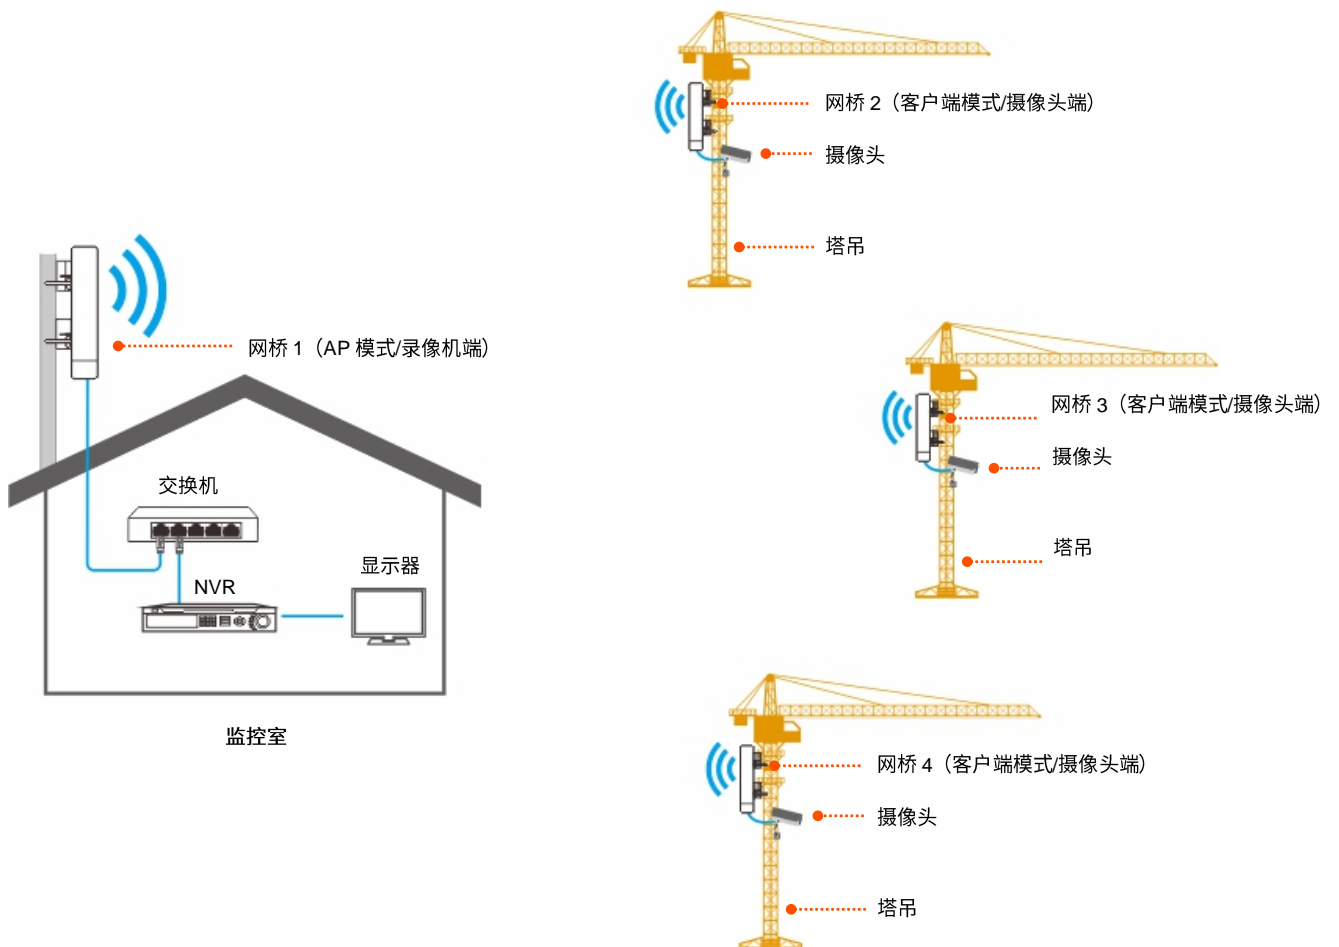 网桥 2（客户端模式/摄像头端）
摄像头
塔吊
网桥 1（AP 模式/录像机端）
网桥 3（客户端模式/摄像头端）
摄像头
塔吊
交换机
NVR
显示器
监控室
网桥 4（客户端模式/摄像头端）
摄像头
塔吊